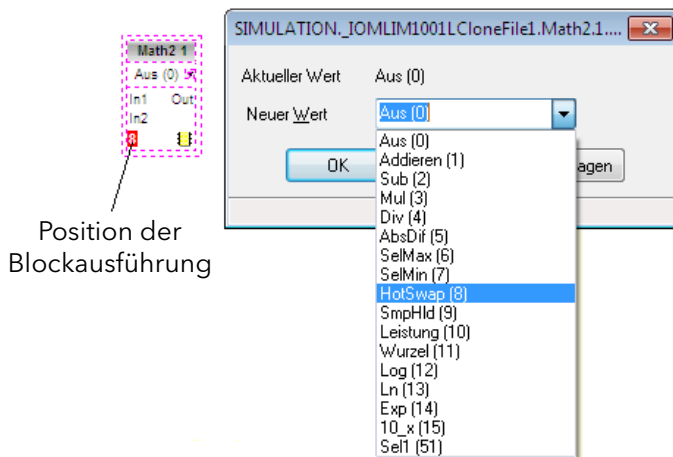 SIMULATION._IOMLIM1001LCloneFile1.Math2.1....
Math2 1
Aus (0)
In1 Out
In2
8
Position der
Blockausführung
Aktueller Wert Aus (0)
Neuer Wert Aus (0)
OK
agen
Aus (0)
Addieren (1)
Sub (2)
Mul (3)
Div (4)
AbsDif (5)
SelMax (6)
SelMin (7)
HotSwap (8)
SmpHld (9)
Leistung (10)
Wurzel (11)
Log (12)
Ln (13)
Exp (14)
10_x (15)
Sel1 (51)